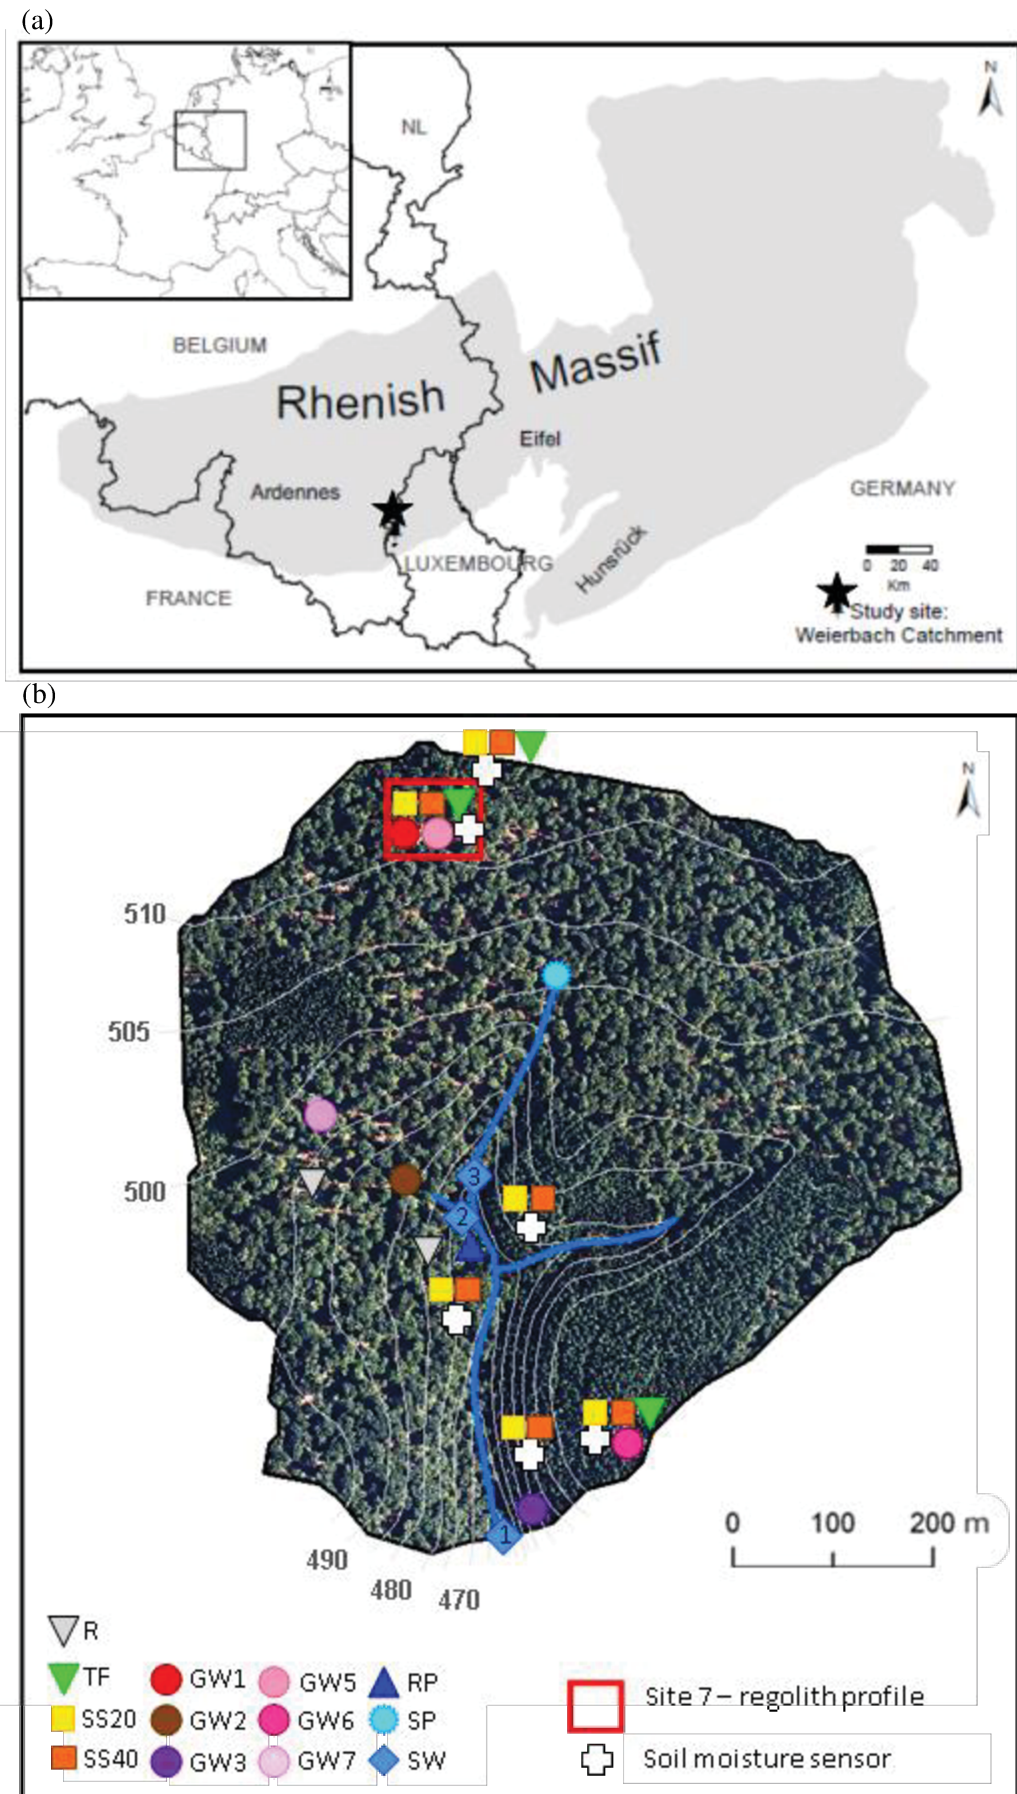 (a)
N
NL
BELGIUM
Rhenish Massif
Eifel
Ardennes
GERMANY
LUXEMBOURG
Hunsrück
FRANCE
0 20 40
Km
Study site:
Weierbach Catchment
(b)
N
510
505
500
3
2
1
0 100 200 m
490
480
470
R
TF
GW1
GW5
RP
SS20
GW2
GW6
SP
SS40
GW3
GW7
SW
Site 7 – regolith profile
Soil moisture sensor